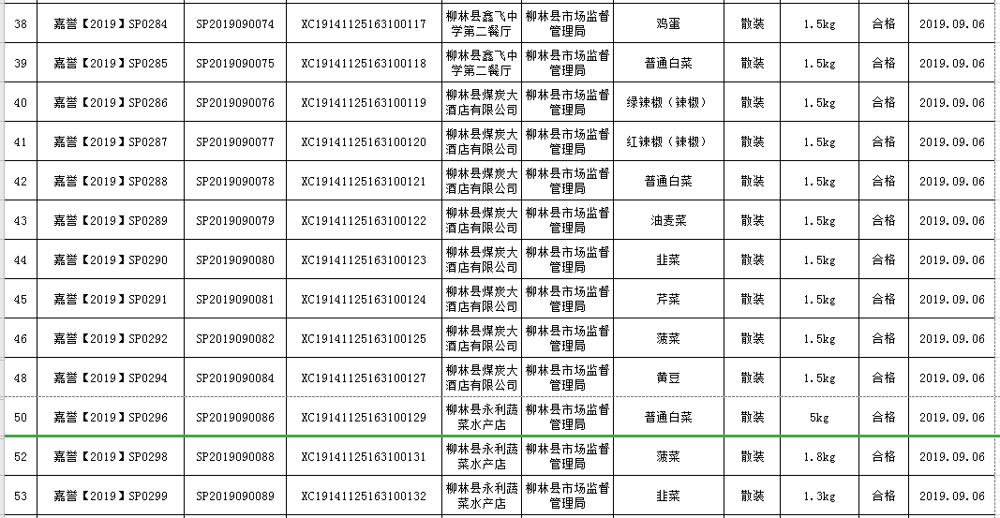 38 嘉誉【2019】SP0284 SP2019090074 XC19141125163100117 柳林县鑫飞中学第二餐厅 柳林县市场监督管理局 鸡蛋 散装 1.5kg 合格 2019.09.06
39 嘉誉【2019】SP0285 SP2019090075 XC19141125163100118 柳林县鑫飞中学第二餐厅 柳林县市场监督管理局 普通白菜 散装 1.5kg 合格 2019.09.06
40 嘉誉【2019】SP0286 SP2019090076 XC19141125163100119 柳林县煤炭大酒店有限公司 柳林县市场监督管理局 绿辣椒（辣椒） 散装 1.5kg 合格 2019.09.06
41 嘉誉【2019】SP0287 SP2019090077 XC19141125163100120 柳林县煤炭大酒店有限公司 柳林县市场监督管理局 红辣椒（辣椒） 散装 1.5kg 合格 2019.09.06
42 嘉誉【2019】SP0288 SP2019090078 XC19141125163100121 柳林县煤炭大酒店有限公司 柳林县市场监督管理局 普通白菜 散装 1.5kg 合格 2019.09.06
43 嘉誉【2019】SP0289 SP2019090079 XC19141125163100122 柳林县煤炭大酒店有限公司 柳林县市场监督管理局 油麦菜 散装 1.5kg 合格 2019.09.06
44 嘉誉【2019】SP0290 SP2019090080 XC19141125163100123 柳林县煤炭大酒店有限公司 柳林县市场监督管理局 韭菜 散装 1.5kg 合格 2019.09.06
45 嘉誉【2019】SP0291 SP2019090081 XC19141125163100124 柳林县煤炭大酒店有限公司 柳林县市场监督管理局 芹菜 散装 1.5kg 合格 2019.09.06
46 嘉誉【2019】SP0292 SP2019090082 XC19141125163100125 柳林县煤炭大酒店有限公司 柳林县市场监督管理局 菠菜 散装 1.5kg 合格 2019.09.06
48 嘉誉【2019】SP0294 SP2019090084 XC19141125163100127 柳林县煤炭大酒店有限公司 柳林县市场监督管理局 黄豆 散装 1.5kg 合格 2019.09.06
50 嘉誉【2019】SP0296 SP2019090086 XC19141125163100129 柳林县永利蔬菜水产店 柳林县市场监督管理局 普通白菜 散装 5kg 合格 2019.09.06
52 嘉誉【2019】SP0298 SP2019090088 XC19141125163100131 柳林县永利蔬菜水产店 柳林县市场监督管理局 菠菜 散装 1.8kg 合格 2019.09.06
53 嘉誉【2019】SP0299 SP2019090089 XC19141125163100132 柳林县永利蔬菜水产店 柳林县市场监督管理局 韭菜 散装 1.3kg 合格 2019.09.06